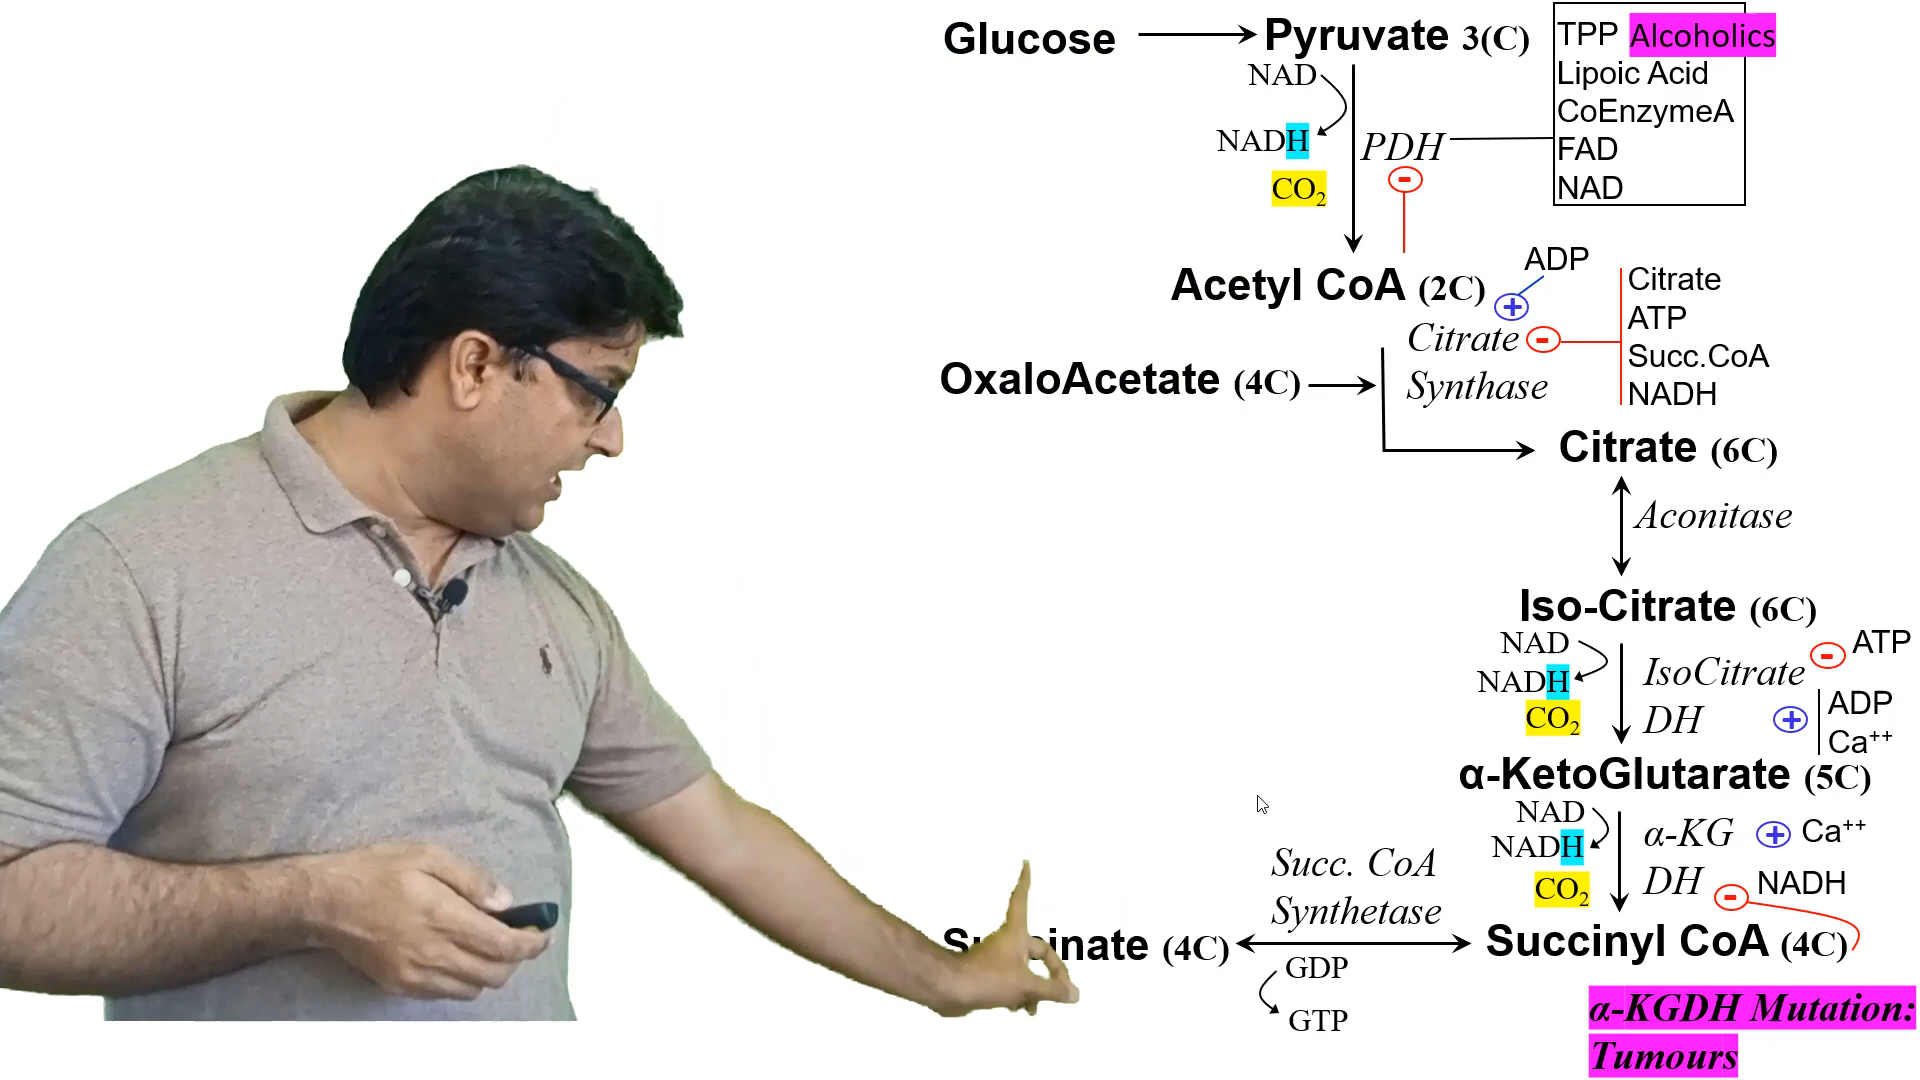 Glucose
Pyruvate 3(C)
TPP Alcoholics
Lipoic Acid
CoEnzymeA
FAD
NAD
NAD
NADH
CO₂
PDH
-
Acetyl CoA (2C)
ADP
+
Citrate
Synthase
-
Citrate
ATP
Succ.CoA
NADH
OxaloAcetate (4C)
Citrate (6C)
Aconitase
Iso-Citrate (6C)
NAD
NADH
CO₂
IsoCitrate
DH
-
ATP
+
ADP
Ca⁺⁺
α-KetoGlutarate (5C)
NAD
NADH
CO₂
α-KG
DH
+
Ca⁺⁺
-
NADH
Succinyl CoA (4C)
Succ. CoA
Synthetase
GDP
GTP
(4C)
α-KGDH Mutation:
Tumours